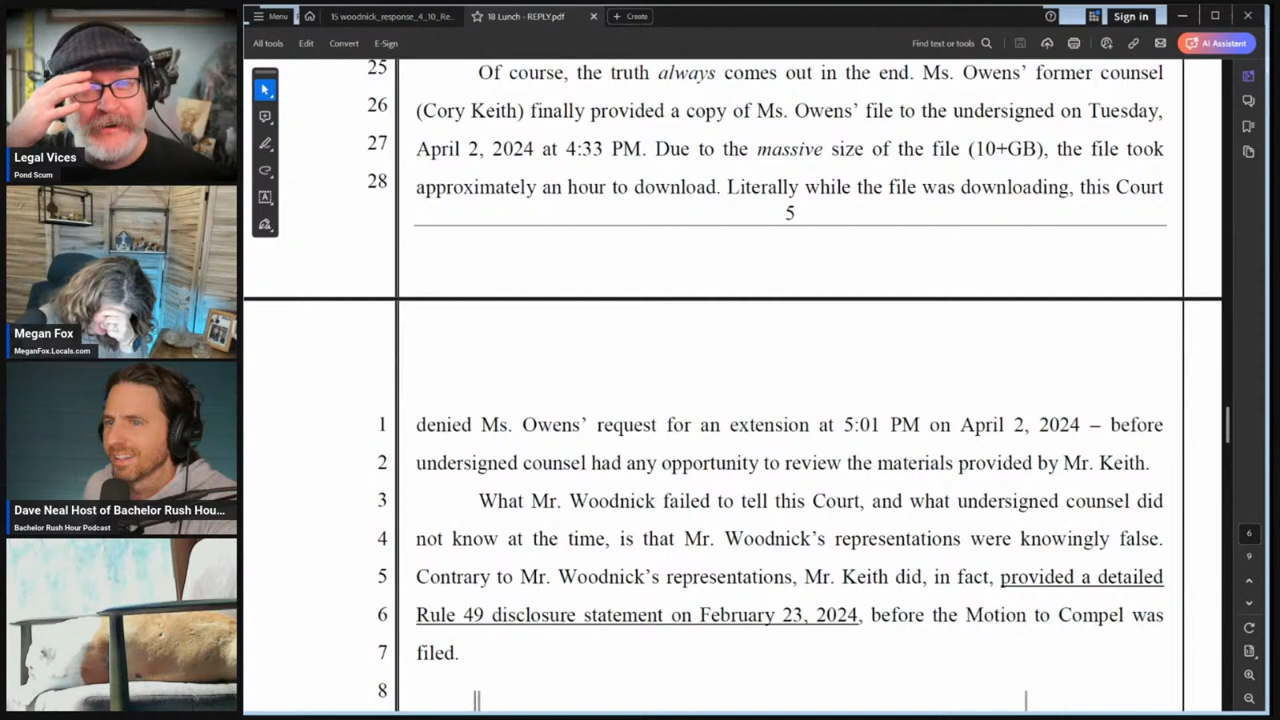 Menu
15 woodnick_response_4_10_Re...
18 Lunch - REPLY.pdf
Create
Sign in
All tools
Edit
Convert
E-Sign
Find text or tools
AI Assistant
Legal Vices
Pond Scum
Megan Fox
MeganFox.Locals.com
Dave Neal Host of Bachelor Rush Hou...
Bachelor Rush Hour Podcast
25 Of course, the truth always comes out in the end. Ms. Owens’ former counsel
26 (Cory Keith) finally provided a copy of Ms. Owens’ file to the undersigned on Tuesday,
27 April 2, 2024 at 4:33 PM. Due to the massive size of the file (10+GB), the file took
28 approximately an hour to download. Literally while the file was downloading, this Court
5
1 denied Ms. Owens’ request for an extension at 5:01 PM on April 2, 2024 – before
2 undersigned counsel had any opportunity to review the materials provided by Mr. Keith.
3 What Mr. Woodnick failed to tell this Court, and what undersigned counsel did
4 not know at the time, is that Mr. Woodnick’s representations were knowingly false.
5 Contrary to Mr. Woodnick’s representations, Mr. Keith did, in fact, provided a detailed
6 Rule 49 disclosure statement on February 23, 2024, before the Motion to Compel was
7 filed.
8
6
9